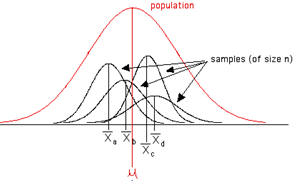 population
samples (of size n)
X̄a X̄b X̄c X̄d
μ